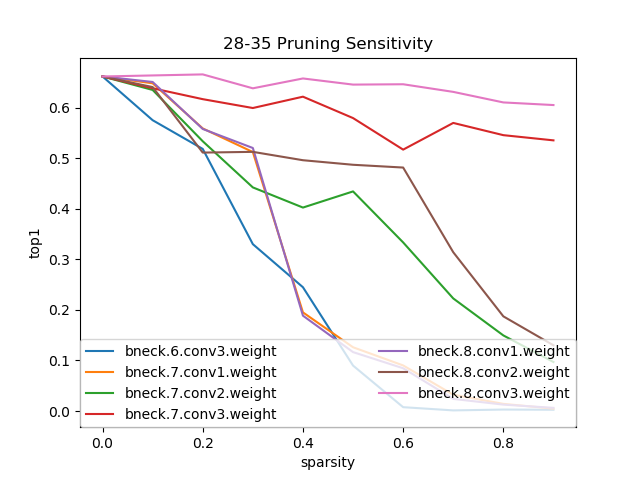 28-35 Pruning Sensitivity
top1
0.6
0.5
0.4
0.3
0.2
0.1
0.0
bneck.6.conv3.weight
bneck.7.conv1.weight
bneck.7.conv2.weight
bneck.7.conv3.weight
bneck.8.conv1.weight
bneck.8.conv2.weight
bneck.8.conv3.weight
0.0 0.2 0.4 0.6 0.8
sparsity